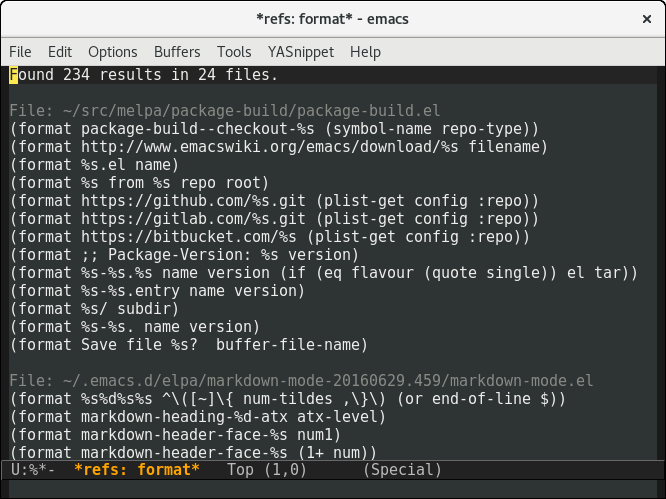 *refs: format* - emacs
×
File Edit Options Buffers Tools YASnippet Help
Found 234 results in 24 files.
File: ~/src/melpa/package-build/package-build.el
(format package-build--checkout-%s (symbol-name repo-type))
(format http://www.emacswiki.org/emacs/download/%s filename)
(format %s.el name)
(format %s from %s repo root)
(format https://github.com/%s.git (plist-get config :repo))
(format https://gitlab.com/%s.git (plist-get config :repo))
(format https://bitbucket.com/%s (plist-get config :repo))
(format ;; Package-Version: %s version)
(format %s-%s.%s name version (if (eq flavour (quote single)) el tar))
(format %s-%s.entry name version)
(format %s/ subdir)
(format %s-%s. name version)
(format Save file %s?  buffer-file-name)
File: ~/.emacs.d/elpa/markdown-mode-20160629.459/markdown-mode.el
(format %s%d%s%s ^\([~]\{ num-tildes ,\}\) (or end-of-line $))
(format markdown-heading-%d-atx atx-level)
(format markdown-header-face-%s num1)
(format markdown-header-face-%s (1+ num))
U:%*-  *refs: format*   Top (1,0)      (Special)